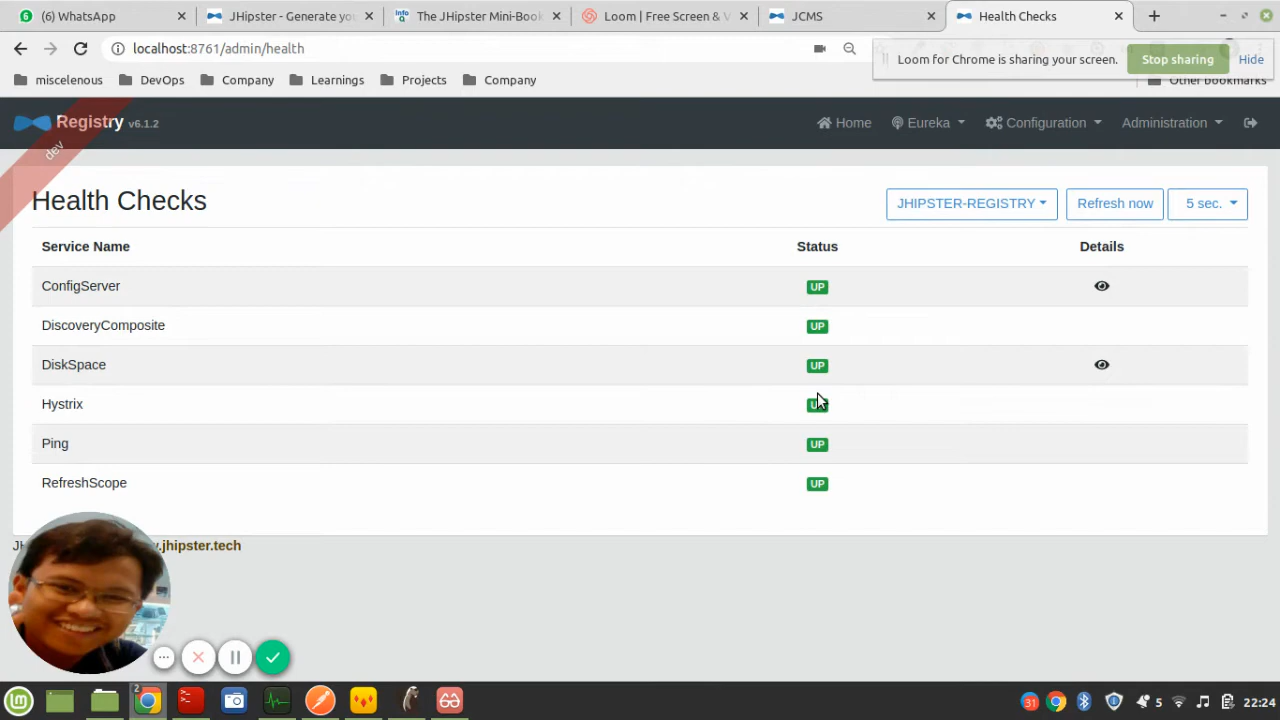 (6) WhatsApp
JHipster - Generate yo
The JHipster Mini-Book
Loom | Free Screen & V
JCMS
Health Checks
localhost:8761/admin/health
Loom for Chrome is sharing your screen.
Stop sharing
Hide
miscelenous
DevOps
Company
Learnings
Projects
Company
Other bookmarks
dev
Registry v6.1.2
Home
Eureka
Configuration
Administration
Health Checks
JHIPSTER-REGISTRY
Refresh now
5 sec.
Service Name Status Details
ConfigServer UP
DiscoveryComposite UP
DiskSpace UP
Hystrix
Ping UP
RefreshScope UP
.jhipster.tech
2
31
5
22:24